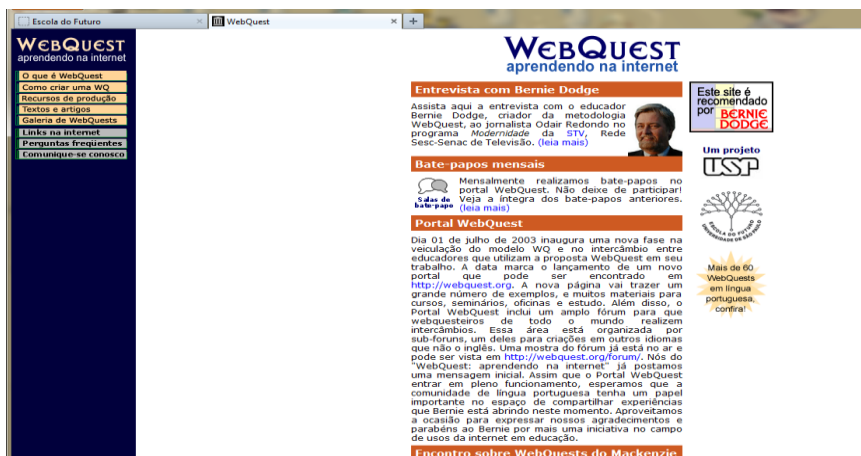 Escola do Futuro
WebQuest
WEBQUEST
aprendendo na internet
O que é WebQuest
Como criar uma WQ
Recursos de produção
Textos e artigos
Galeria de WebQuests
Links na internet
Perguntas freqüentes
Comunique-se conosco
WEBQUEST
aprendendo na internet
Entrevista com Bernie Dodge
Assista aqui a entrevista com o educador
Bernie Dodge, criador da metodologia
WebQuest, ao jornalista Odair Redondo no
programa Modernidade da STV, Rede
Sesc-Senac de Televisão. (leia mais)
Bate-papos mensais
Salas de
bate-papo
Mensalmente realizamos bate-papos no
portal WebQuest. Não deixe de participar!
Veja a íntegra dos bate-papos anteriores.
(leia mais)
Portal WebQuest
Dia 01 de julho de 2003 inaugura uma nova fase na
veiculação do modelo WQ e no intercâmbio entre
educadores que utilizam a proposta WebQuest em seu
trabalho. A data marca o lançamento de um novo
portal que pode ser encontrado em
http://webquest.org. A nova página vai trazer um
grande número de exemplos, e muitos materiais para
cursos, seminários, oficinas e estudo. Além disso, o
Portal WebQuest inclui um amplo fórum para que
webquesteiros de todo o mundo realizem
intercâmbios. Essa área está organizada por
sub-foruns, um deles para criações em outros idiomas
que não o inglês. Uma mostra do fórum já está no ar e
pode ser vista em http://webquest.org/forum/. Nós do
"WebQuest: aprendendo na internet" já postamos
uma mensagem inicial. Assim que o Portal WebQuest
entrar em pleno funcionamento, esperamos que a
comunidade de língua portuguesa tenha um papel
importante no espaço de compartilhar experiências
que Bernie está abrindo neste momento. Aproveitamos
a ocasião para expressar nossos agradecimentos e
parabéns ao Bernie por mais uma iniciativa no campo
de usos da internet em educação.
Encontro sobre WebQuests do Mackenzie
Este site é
recomendado
por BERNIE
DODGE
Um projeto
USP
ESCOLA DO FUTURO
UNIVERSIDADE DE SÃO PAULO
Mais de 60
WebQuests
em língua
portuguesa,
confira!